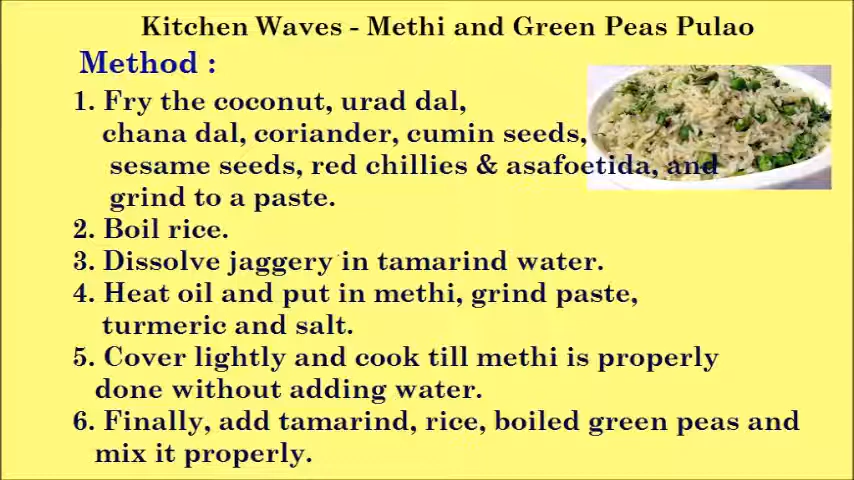 Kitchen Waves - Methi and Green Peas Pulao
Method :
1. Fry the coconut, urad dal,
chana dal, coriander, cumin seeds,
sesame seeds, red chillies & asafoetida, and
grind to a paste.
2. Boil rice.
3. Dissolve jaggery in tamarind water.
4. Heat oil and put in methi, grind paste,
turmeric and salt.
5. Cover lightly and cook till methi is properly
done without adding water.
6. Finally, add tamarind, rice, boiled green peas and
mix it properly.